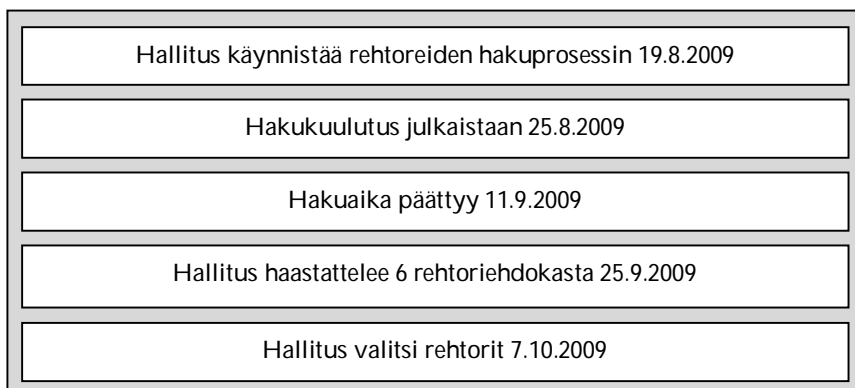 Hallitus käynnistää rehtoreiden hakuprosessin 19.8.2009
Hakukuulutus julkaistaan 25.8.2009
Hakuaika päättyy 11.9.2009
Hallitus haastattelee 6 rehtoriehdokasta 25.9.2009
Hallitus valitsi rehtorit 7.10.2009